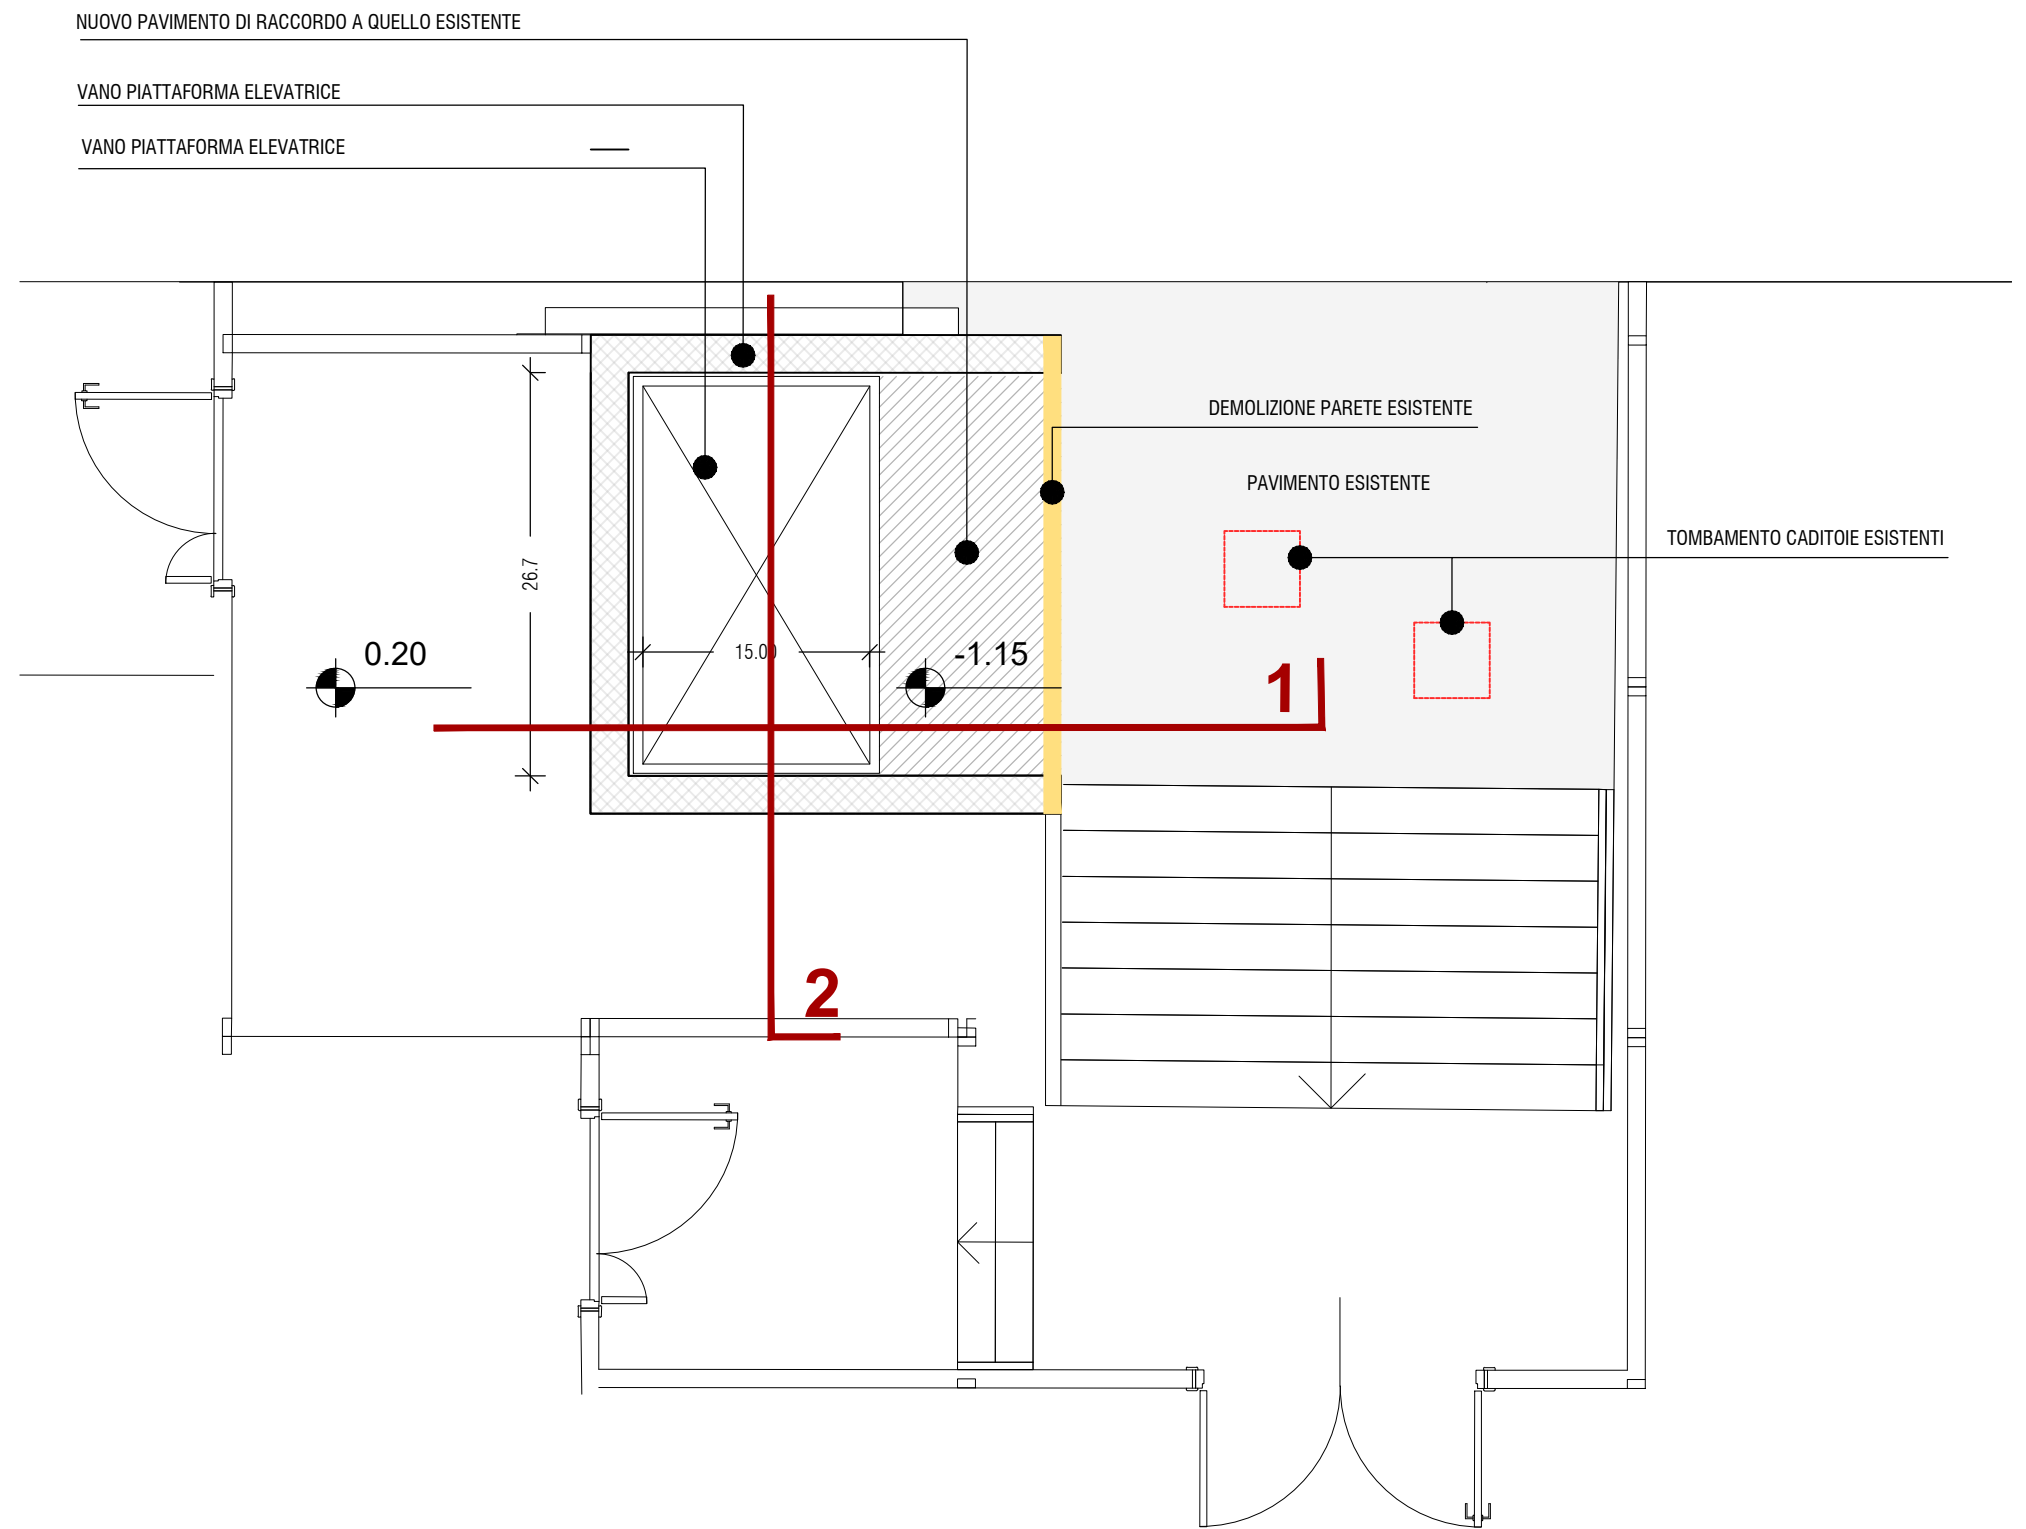 NUOVO PAVIMENTO DI RACCORDO A QUELLO ESISTENTE
VANO PIATTAFORMA ELEVATRICE
VANO PIATTAFORMA ELEVATRICE
DEMOLIZIONE PARETE ESISTENTE
PAVIMENTO ESISTENTE
TOMBAMENTO CADITOIE ESISTENTI
26.7
0.20
15.00
-1.15
1
2